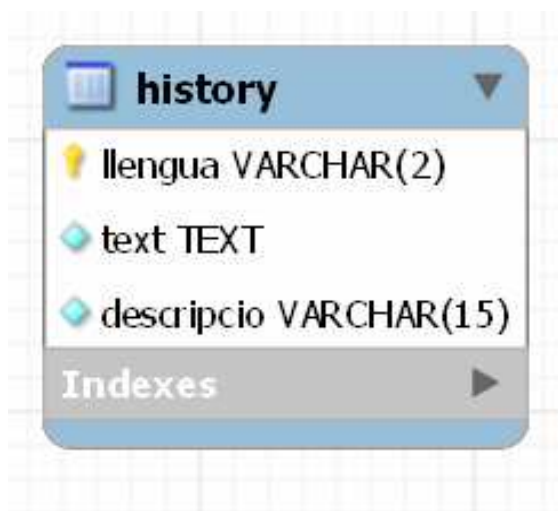 history
llengua VARCHAR(2)
text TEXT
descripcio VARCHAR(15)
Indexes